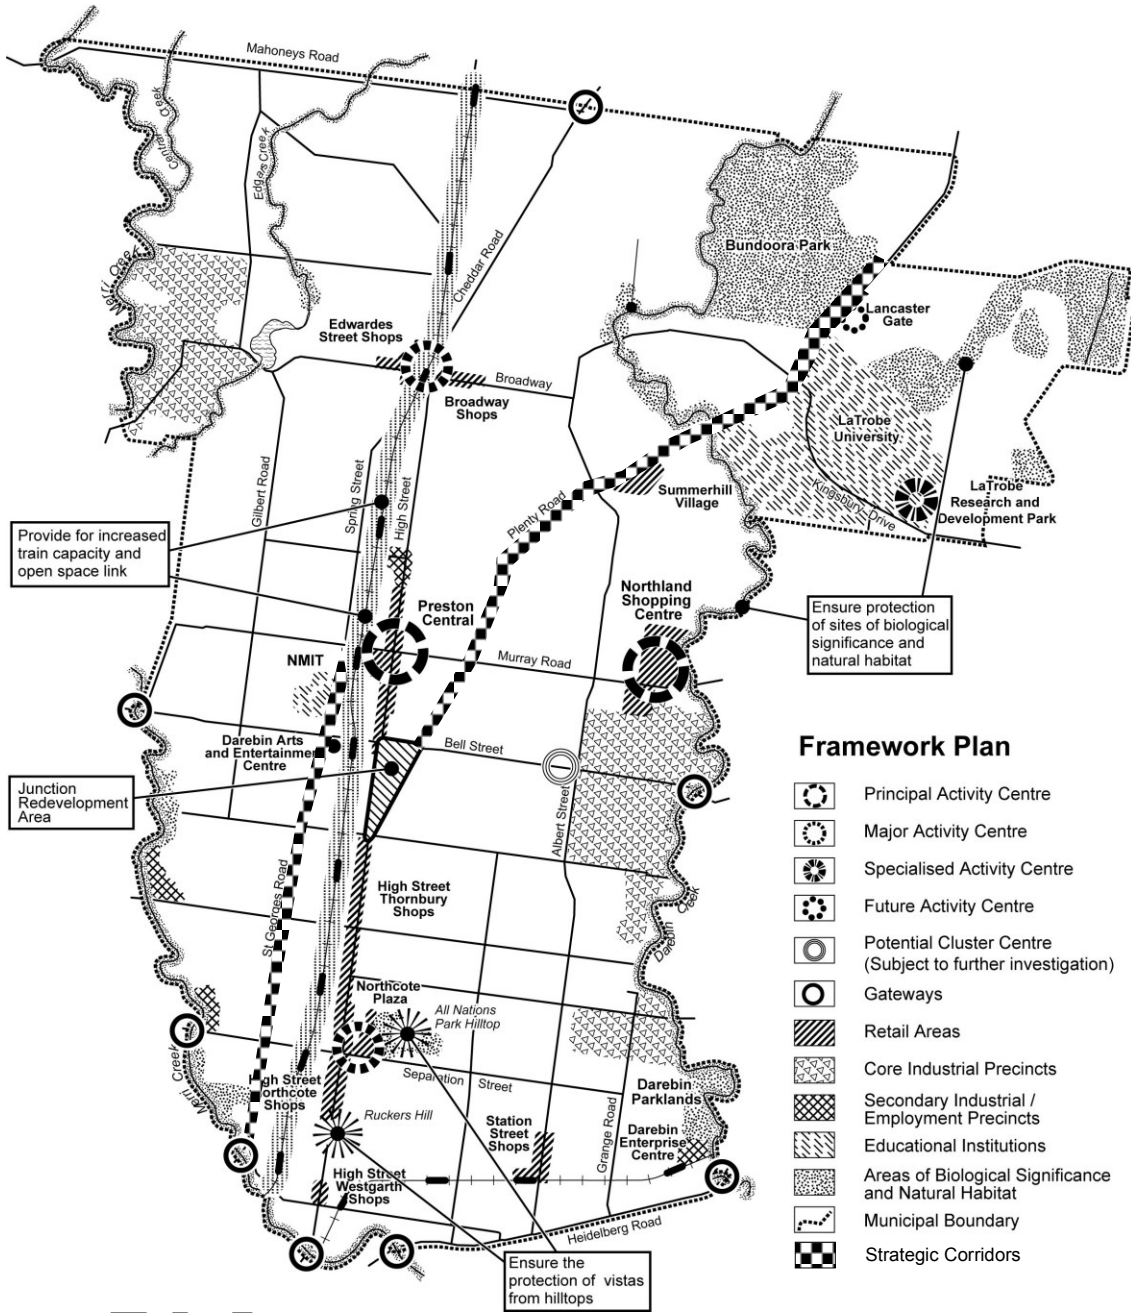 Mahoneys Road
Central Creek
Edgars Creek
Merri Creek
Cheddar Road
Bundoora Park
Lancaster
Gate
Edwardes
Street Shops
Broadway
Broadway
Shops
LaTrobe
University
Kingsbury Drive
LaTrobe
Research and
Development Park
Summerhill
Village
Plenty Road
Gilbert Road
Spring Street
High Street
Provide for increased
train capacity and
open space link
Preston
Central
Northland
Shopping
Centre
Ensure protection
of sites of biological
significance and
natural habitat
NMIT
Murray Road
Darebin Arts
and Entertainment
Centre
Bell Street
Junction
Redevelopment
Area
Albert Street
St Georges Road
High Street
Thornbury
Shops
Darebin Creek
Northcote
Plaza
All Nations
Park Hilltop
Merri Creek
High Street
Northcote
Shops
Separation Street
Ruckers Hill
Station
Street
Shops
Grange Road
Darebin
Parklands
Darebin
Enterprise
Centre
High Street
Westgarth
Shops
Heidelberg Road
Ensure the
protection of vistas
from hilltops
Framework Plan
Principal Activity Centre
Major Activity Centre
Specialised Activity Centre
Future Activity Centre
Potential Cluster Centre
(Subject to further investigation)
Gateways
Retail Areas
Core Industrial Precincts
Secondary Industrial /
Employment Precincts
Educational Institutions
Areas of Biological Significance
and Natural Habitat
Municipal Boundary
Strategic Corridors